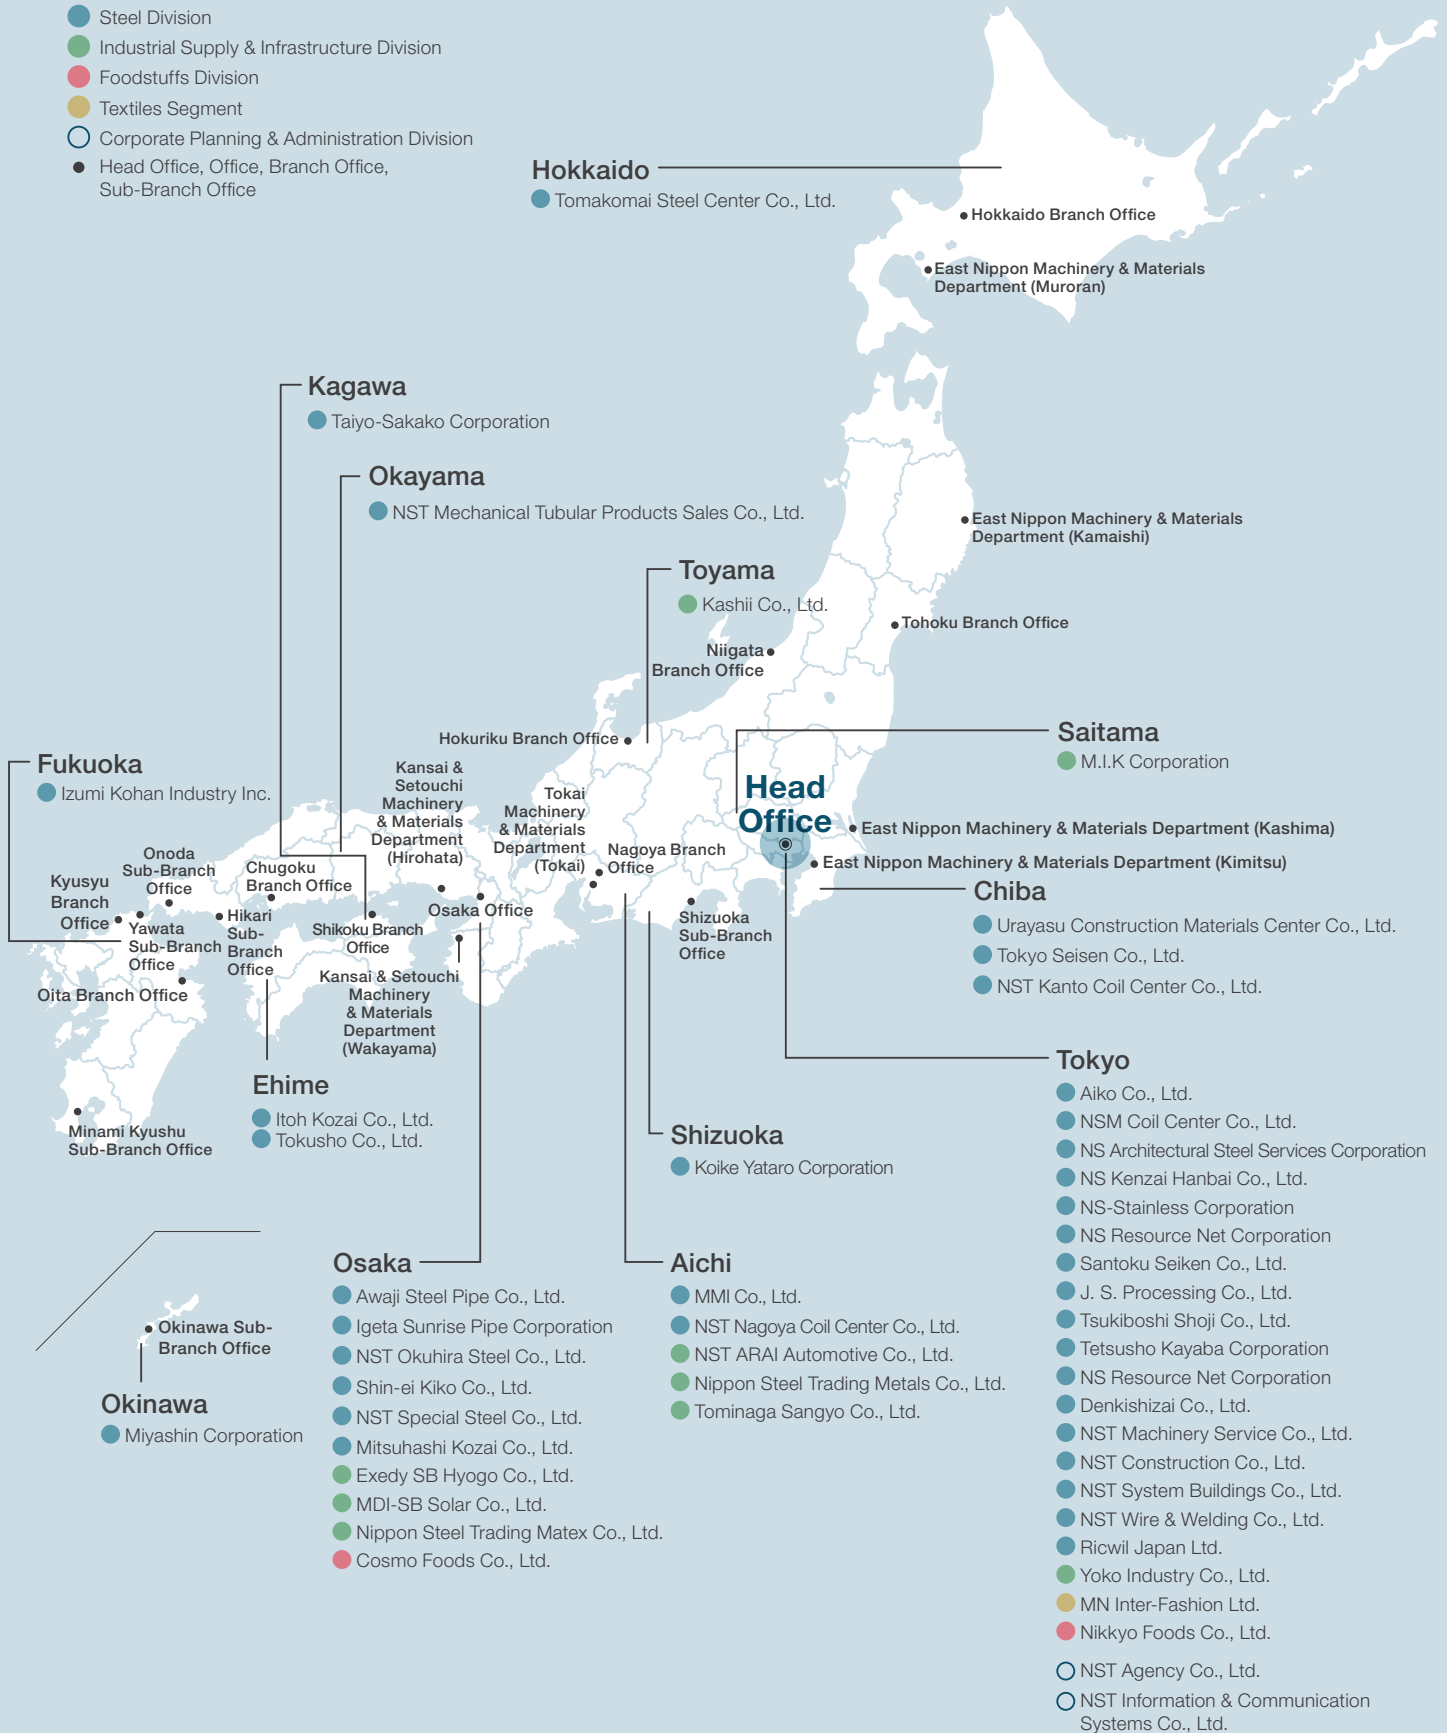 Steel Division
Industrial Supply & Infrastructure Division
Foodstuffs Division
Textiles Segment
Corporate Planning & Administration Division
Head Office, Office, Branch Office,
Sub-Branch Office
Hokkaido
Tomakomai Steel Center Co., Ltd.
Hokkaido Branch Office
East Nippon Machinery & Materials
Department (Muroran)
Kagawa
Taiyo-Sakako Corporation
Okayama
NST Mechanical Tubular Products Sales Co., Ltd.
East Nippon Machinery & Materials
Department (Kamaishi)
Toyama
Kashii Co., Ltd.
Tohoku Branch Office
Niigata
Branch Office
Hokuriku Branch Office
Saitama
M.I.K Corporation
Fukuoka
Izumi Kohan Industry Inc.
Kansai &
Setouchi
Machinery
& Materials
Department
(Hirohata)
Tokai
Machinery
& Materials
Department
(Tokai)
Head
Office
East Nippon Machinery & Materials Department (Kashima)
Nagoya Branch
Office
East Nippon Machinery & Materials Department (Kimitsu)
Onoda
Sub-Branch
Office
Chugoku
Branch Office
Kyusyu
Branch
Office
Yawata
Sub-Branch
Office
Hikari
Sub-
Branch
Office
Shikoku Branch
Office
Osaka Office
Shizuoka
Sub-Branch
Office
Chiba
Urayasu Construction Materials Center Co., Ltd.
Tokyo Seisen Co., Ltd.
NST Kanto Coil Center Co., Ltd.
Oita Branch Office
Kansai & Setouchi
Machinery
& Materials
Department
(Wakayama)
Tokyo
Aiko Co., Ltd.
NSM Coil Center Co., Ltd.
NS Architectural Steel Services Corporation
NS Kenzai Hanbai Co., Ltd.
NS-Stainless Corporation
NS Resource Net Corporation
Santoku Seiken Co., Ltd.
J. S. Processing Co., Ltd.
Tsukiboshi Shoji Co., Ltd.
Tetsusho Kayaba Corporation
NS Resource Net Corporation
Denkishizai Co., Ltd.
NST Machinery Service Co., Ltd.
NST Construction Co., Ltd.
NST System Buildings Co., Ltd.
NST Wire & Welding Co., Ltd.
Ricwil Japan Ltd.
Yoko Industry Co., Ltd.
MN Inter-Fashion Ltd.
Nikkyo Foods Co., Ltd.
NST Agency Co., Ltd.
NST Information & Communication
Systems Co., Ltd.
Ehime
Itoh Kozai Co., Ltd.
Tokusho Co., Ltd.
Minami Kyushu
Sub-Branch Office
Shizuoka
Koike Yataro Corporation
Osaka
Awaji Steel Pipe Co., Ltd.
Igeta Sunrise Pipe Corporation
NST Okuhira Steel Co., Ltd.
Shin-ei Kiko Co., Ltd.
NST Special Steel Co., Ltd.
Mitsuhashi Kozai Co., Ltd.
Exedy SB Hyogo Co., Ltd.
MDI-SB Solar Co., Ltd.
Nippon Steel Trading Matex Co., Ltd.
Cosmo Foods Co., Ltd.
Aichi
MMI Co., Ltd.
NST Nagoya Coil Center Co., Ltd.
NST ARAI Automotive Co., Ltd.
Nippon Steel Trading Metals Co., Ltd.
Tominaga Sangyo Co., Ltd.
Okinawa Sub-
Branch Office
Okinawa
Miyashin Corporation